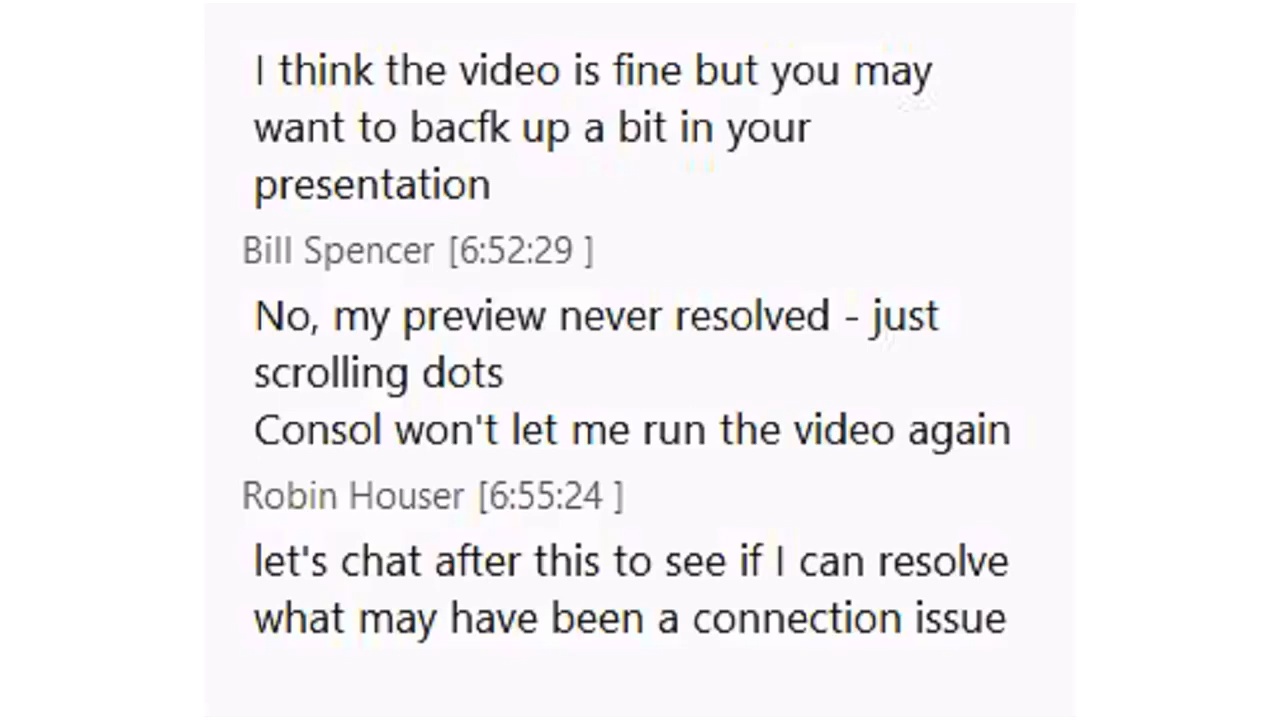 I think the video is fine but you may
want to bacfk up a bit in your
presentation
Bill Spencer [6:52:29 ]
No, my preview never resolved - just
scrolling dots
Consol won't let me run the video again
Robin Houser [6:55:24 ]
let's chat after this to see if I can resolve
what may have been a connection issue